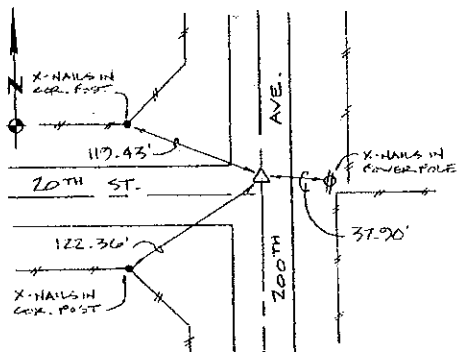 N
X-NAILS IN
COR. POST
119.43'
20TH ST.
AVE.
X-NAILS IN
POWER POLE
37.90'
122.36'
200TH
X-NAILS IN
COR. POST